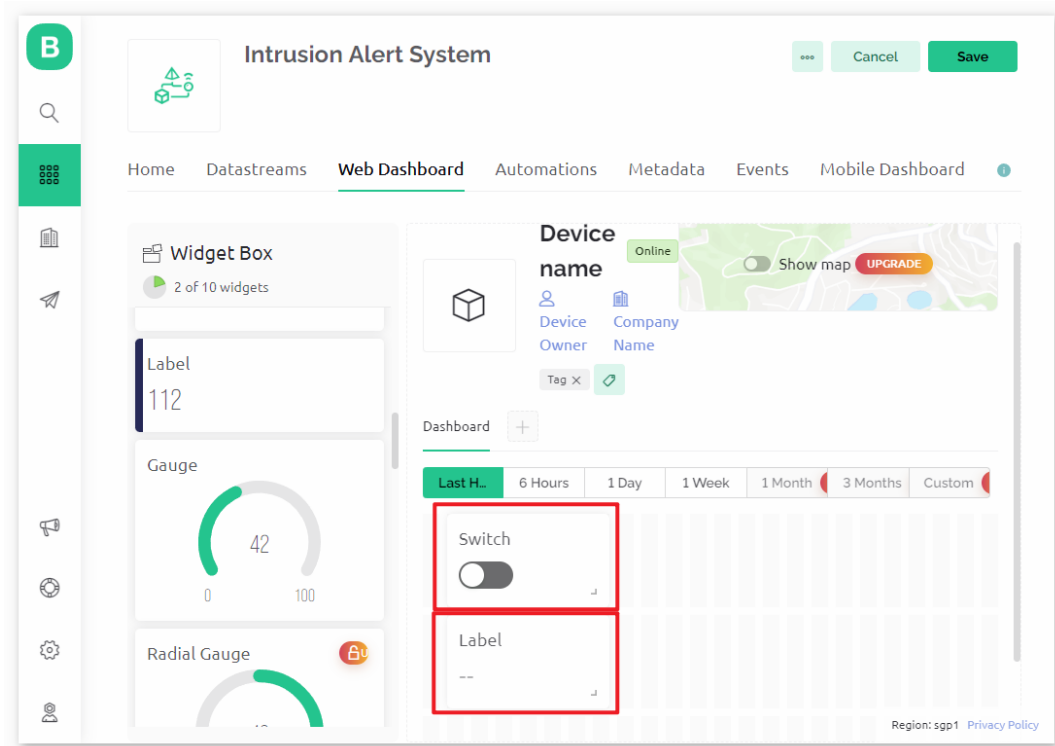 B
Intrusion Alert System
Cancel
Save
Home Datastreams Web Dashboard Automations Metadata Events Mobile Dashboard
Widget Box
2 of 10 widgets
Label
112
Gauge
42
0 100
Radial Gauge
Device name
Online
Show map UPGRADE
Device Owner
Company Name
Tag ×
Dashboard +
Last H... 6 Hours 1 Day 1 Week 1 Month 3 Months Custom
Switch
Label
--
Region: sgp1 Privacy Policy